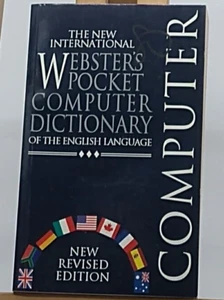 THE NEW
INTERNATIONAL
WEBSTER'S
POCKET
COMPUTER
DICTIONARY
OF THE ENGLISH LANGUAGE
NEW
REVISED
EDITION
COMPUTER